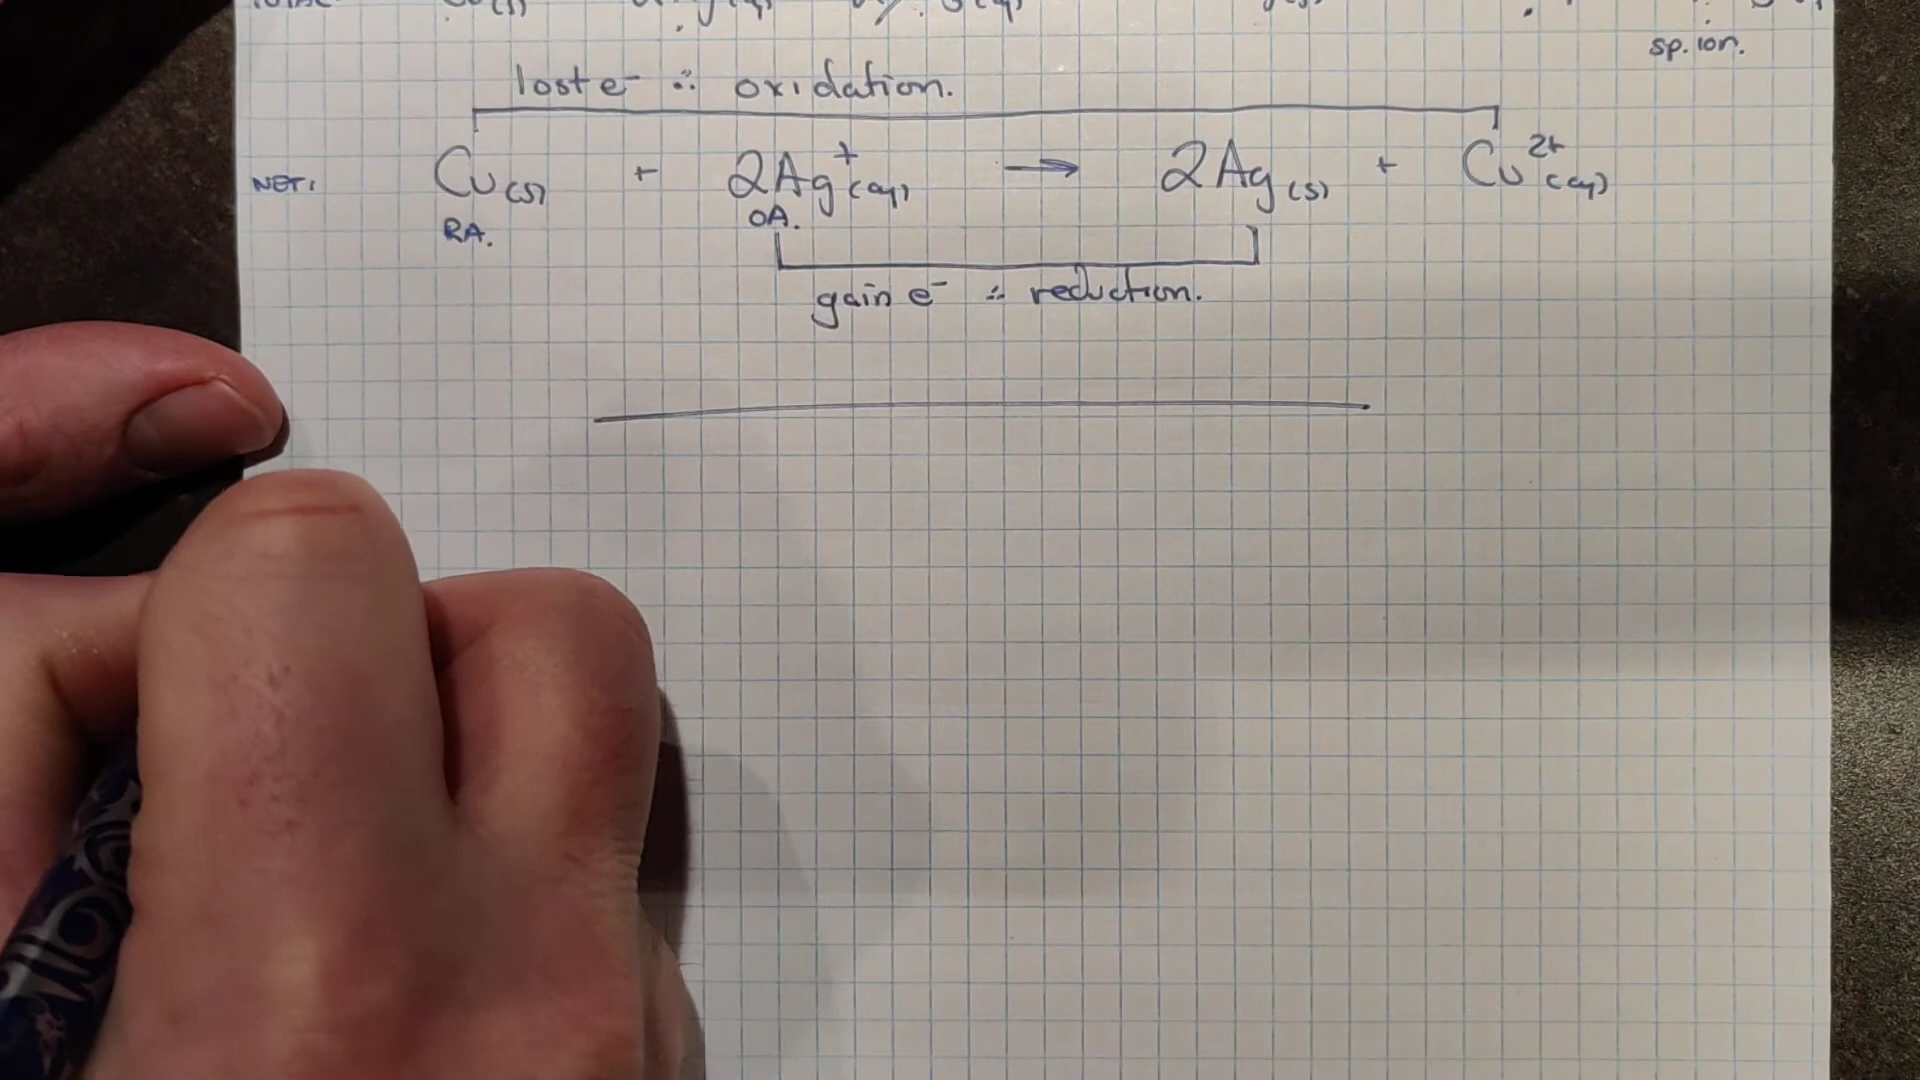 sp. ion.
lost e⁻ ∴ oxidation.
NET: Cu(s) + 2Ag⁺(aq) → 2Ag(s) + Cu²⁺(aq)
RA. OA.
gain e⁻ ∴ reduction.